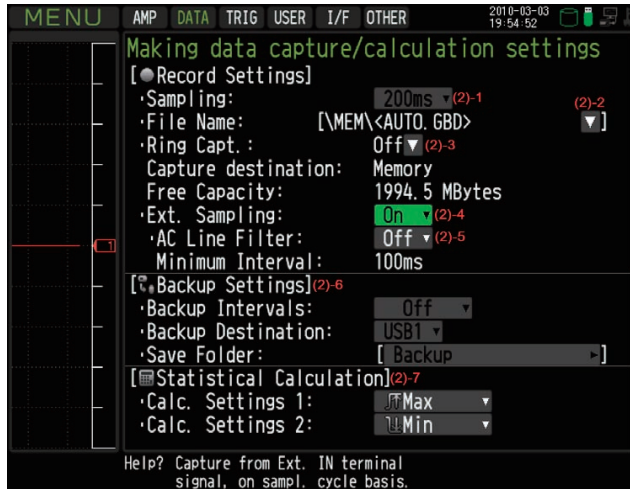 MENU AMP DATA TRIG USER I/F OTHER 2010-03-03
19:54:52
Making data capture/calculation settings
[●Record Settings]
·Sampling: 200ms ▼(2)-1 (2)-2
·File Name: [\MEM\<AUTO.GBD> ▼]
·Ring Capt.: Off▼(2)-3
Capture destination: Memory
Free Capacity: 1994.5 MBytes
·Ext. Sampling: On ▼(2)-4
·AC Line Filter: Off ▼(2)-5
1
Minimum Interval: 100ms
[Backup Settings](2)-6
·Backup Intervals: Off ▼
·Backup Destination: USB1 ▼
·Save Folder: [ Backup ►]
[Statistical Calculation](2)-7
·Calc. Settings 1: Max ▼
·Calc. Settings 2: Min ▼
Help? Capture from Ext. IN terminal
signal, on sampl. cycle basis.